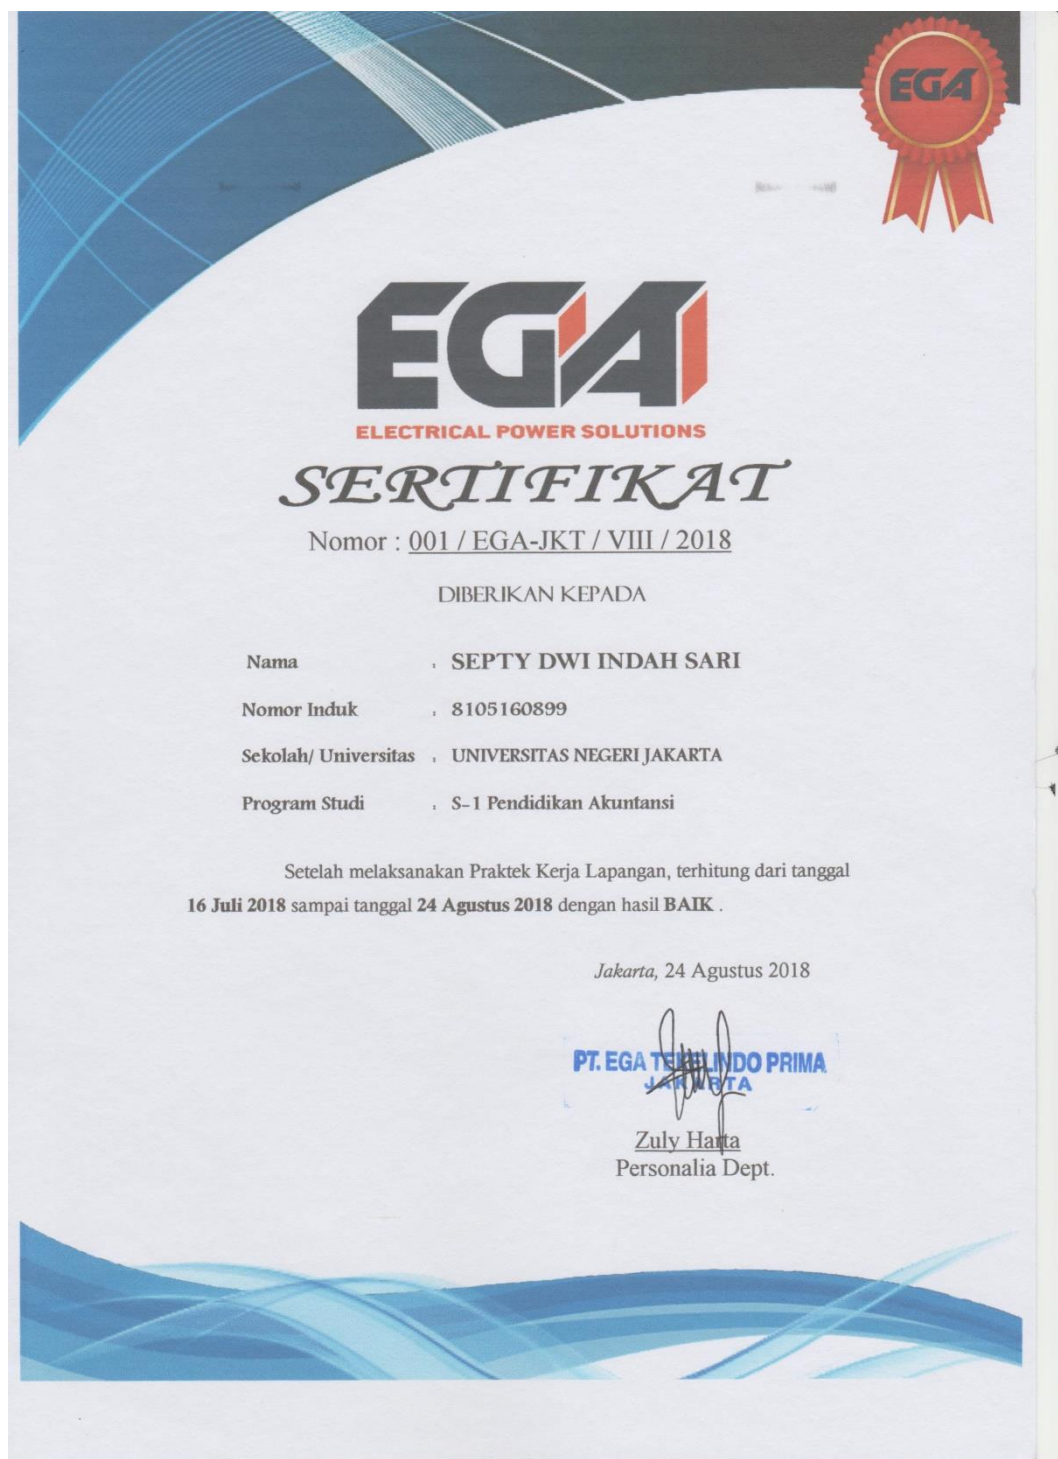 EGA
EGA
ELECTRICAL POWER SOLUTIONS
SERTIFIKAT
Nomor : 001 / EGA-JKT / VIII / 2018
DIBERIKAN KEPADA
Nama : SEPTY DWI INDAH SARI
Nomor Induk : 8105160899
Sekolah/ Universitas : UNIVERSITAS NEGERI JAKARTA
Program Studi : S-1 Pendidikan Akuntansi
Setelah melaksanakan Praktek Kerja Lapangan, terhitung dari tanggal
16 Juli 2018 sampai tanggal 24 Agustus 2018 dengan hasil BAIK .
Jakarta, 24 Agustus 2018
PT. EGA TEKELINDO PRIMA
JAKARTA
Zuly Harta
Personalia Dept.